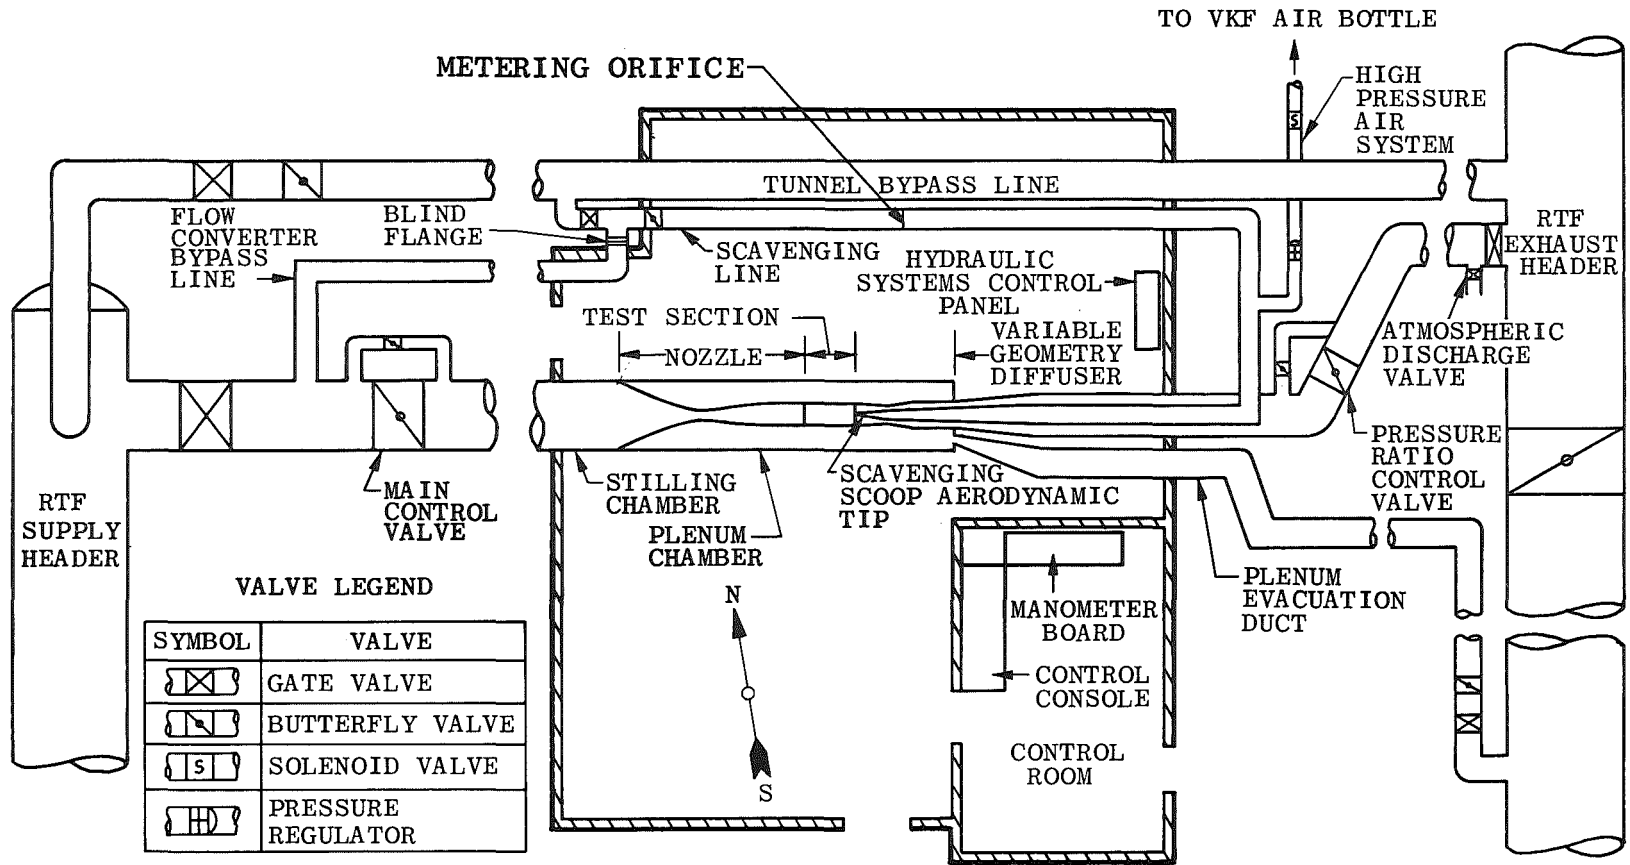 TO VKF AIR BOTTLE
METERING ORIFICE
HIGH
PRESSURE
AIR
SYSTEM
S
TUNNEL BYPASS LINE
FLOW
CONVERTER
BYPASS
LINE
BLIND
FLANGE
SCAVENGING
LINE
HYDRAULIC
SYSTEMS CONTROL
PANEL
RTF
EXHAUST
HEADER
TEST SECTION
NOZZLE
VARIABLE
GEOMETRY
DIFFUSER
ATMOSPHERIC
DISCHARGE
VALVE
RTF
SUPPLY
HEADER
MAIN
CONTROL
VALVE
STILLING
CHAMBER
PLENUM
CHAMBER
SCAVENGING
SCOOP AERODYNAMIC
TIP
PRESSURE
RATIO
CONTROL
VALVE
PLENUM
EVACUATION
DUCT
MANOMETER
BOARD
CONTROL
CONSOLE
CONTROL
ROOM
N
S
VALVE LEGEND
SYMBOL VALVE
GATE VALVE
BUTTERFLY VALVE
S SOLENOID VALVE
PRESSURE
REGULATOR